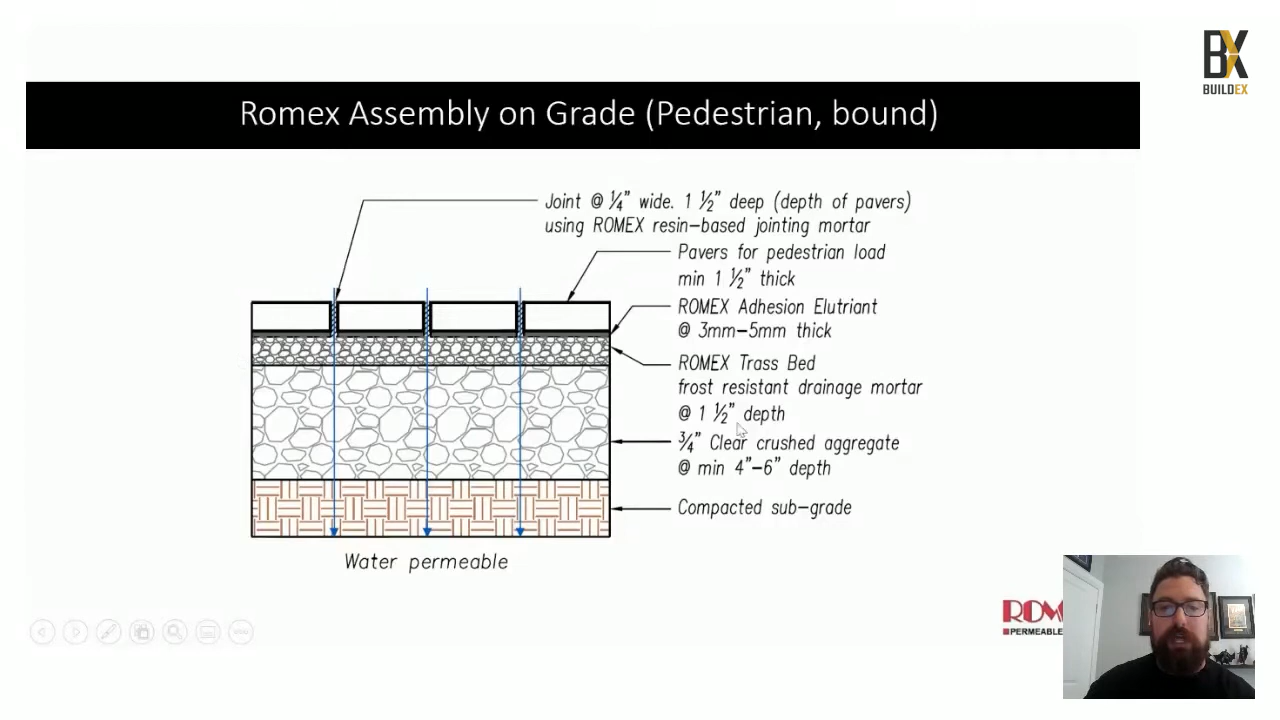 BX
BUILDEX
Romex Assembly on Grade (Pedestrian, bound)
Joint @ ¼" wide. 1 ½" deep (depth of pavers)
using ROMEX resin-based jointing mortar
Pavers for pedestrian load
min 1 ½" thick
ROMEX Adhesion Elutriant
@ 3mm-5mm thick
ROMEX Trass Bed
frost resistant drainage mortar
@ 1 ½" depth
¾" Clear crushed aggregate
@ min 4"-6" depth
Compacted sub-grade
Water permeable
ROM
PERMEABLE